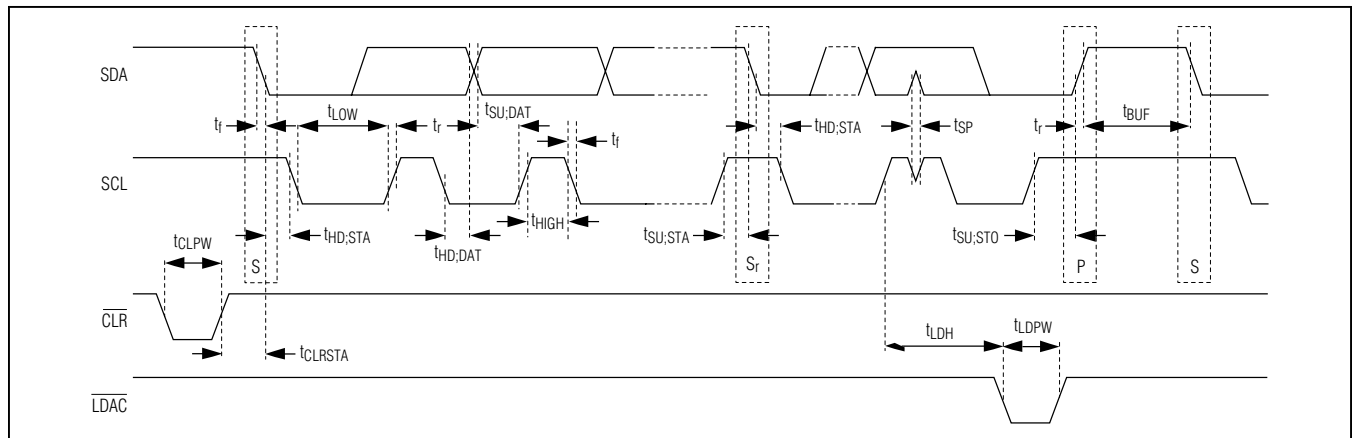 SDA
tf
tLOW
tr
tSU;DAT
tf
tHD;STA
tSP
tr
tBUF
SCL
tHD;STA
tHD;DAT
tHIGH
tSU;STA
tSU;STO
tCLPW
S
Sr
P
S
CLR
tCLRSTA
tLDH
tLDPW
LDAC